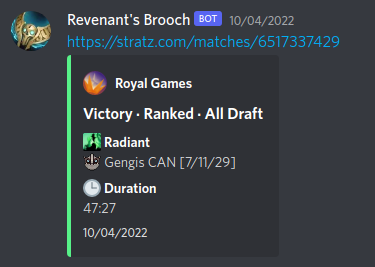 Revenant's Brooch BOT 10/04/2022
https://stratz.com/matches/6517337429
Royal Games
Victory · Ranked · All Draft
Radiant
Gengis CAN [7/11/29]
Duration
47:27
10/04/2022